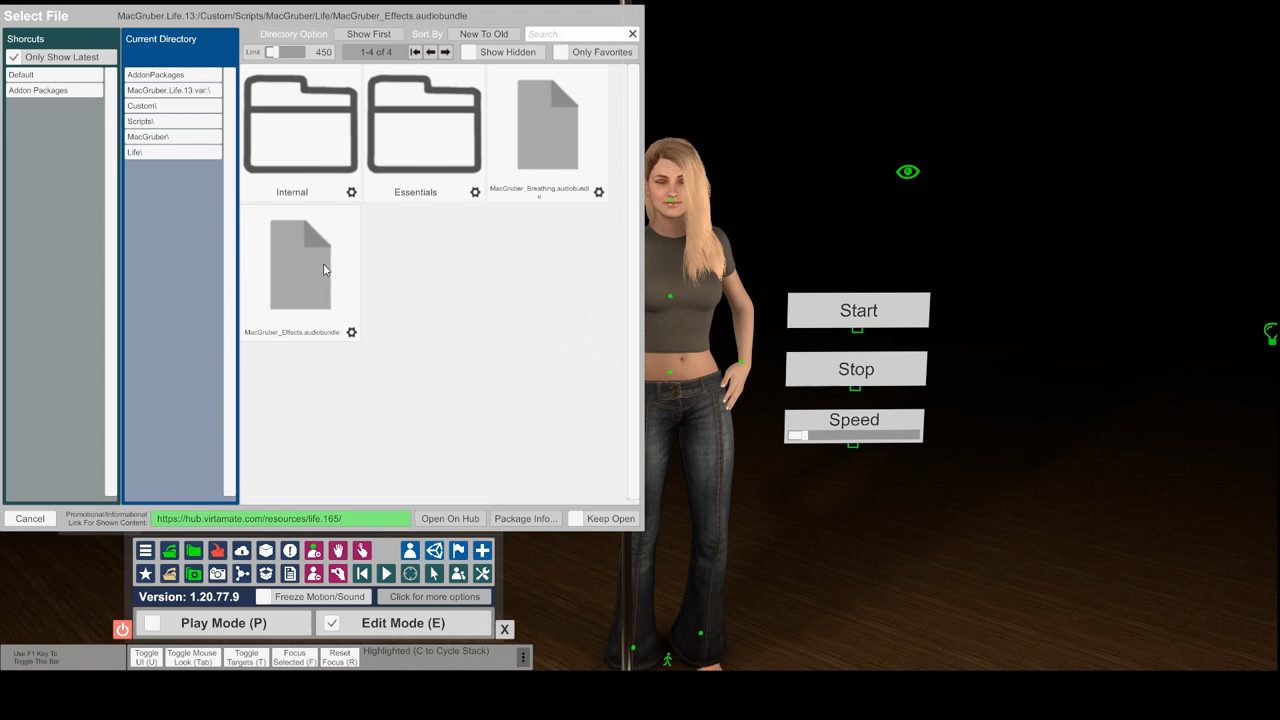 Select File
MacGruber.Life.13:/Custom/Scripts/MacGruber/Life/MacGruber_Effects.audiobundle
Shorcuts
Only Show Latest
Default
Addon Packages
Current Directory
AddonPackages
MacGruber.Life.13.var:\
Custom\
Scripts\
MacGruber\
Life\
Directory Option
Show First
Sort By
New To Old
Search...
Limit
450
1-4 of 4
Show Hidden
Only Favorites
Internal
Essentials
MacGruber_Breathing.audiobundl
e
MacGruber_Effects.audiobundle
Cancel
Promotional/Informational
Link For Shown Content:
https://hub.virtamate.com/resources/life.165/
Open On Hub
Package Info...
Keep Open
Start
Stop
Speed
Version: 1.20.77.9
Freeze Motion/Sound
Click for more options
Play Mode (P)
Edit Mode (E)
X
Use F1 Key To
Toggle This Bar
Toggle
UI (U)
Toggle Mouse
Look (Tab)
Toggle
Targets (T)
Focus
Selected (F)
Reset
Focus (R)
Highlighted (C to Cycle Stack)